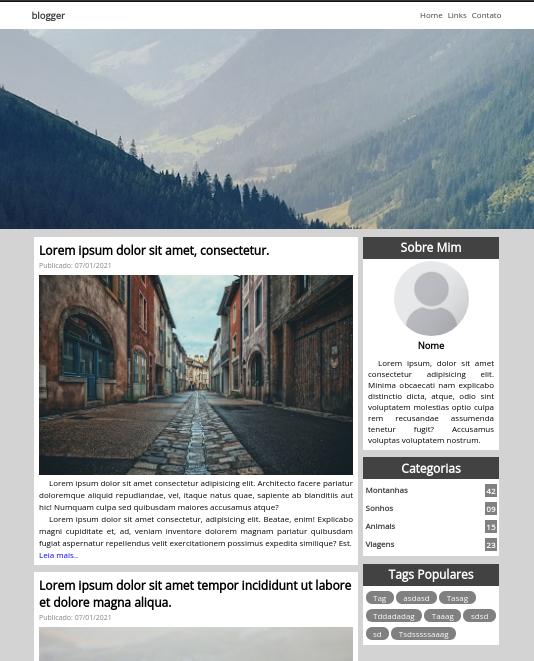 blogger
Home Links Contato
Lorem ipsum dolor sit amet, consectetur.
Publicado: 07/01/2021
Lorem ipsum dolor sit amet consectetur adipisicing elit. Architecto facere pariatur
doloremque aliquid repudiandae, vel, itaque natus quae, sapiente ab blanditiis aut
hic! Numquam culpa sed quibusdam maiores accusamus atque?
Lorem ipsum dolor sit amet consectetur, adipisicing elit. Beatae, enim! Explicabo
magni cupiditate et, ad, veniam inventore dolorem magnam pariatur quibusdam
fugiat aspernatur repellendus velit exercitationem possimus expedita similique? Est.
Leia mais..
Lorem ipsum dolor sit amet tempor incididunt ut labore
et dolore magna aliqua.
Publicado: 07/01/2021
Sobre Mim
Nome
Lorem ipsum, dolor sit amet
consectetur adipisicing elit.
Minima obcaecati nam explicabo
distinctio dicta, atque, odio sint
voluptatem molestias optio culpa
rem recusandae assumenda
tenetur fugit? Accusamus
voluptas voluptatem nostrum.
Categorias
Montanhas 42
Sonhos 09
Animais 15
Viagens 23
Tags Populares
Tag asdasd Tasag
Tddadadag Taaag sdsd
sd Tsdsssssaaag